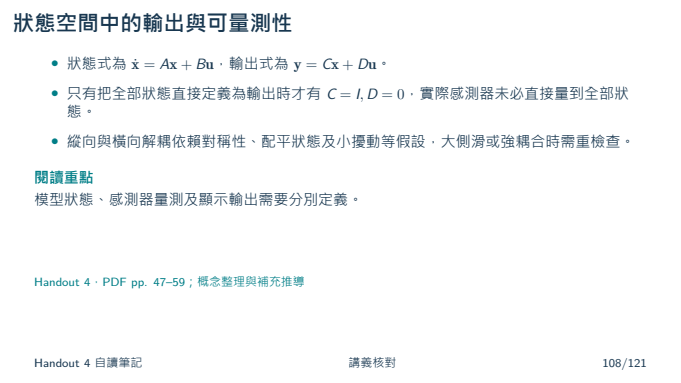 狀態空間中的輸出與可量測性
• 狀態式為 ẋ = Ax + Bu，輸出式為 y = Cx + Du。
• 只有把全部狀態直接定義為輸出時才有 C = I, D = 0，實際感測器未必直接量到全部狀
態。
• 縱向與橫向解耦依賴對稱性、配平狀態及小擾動等假設，大側滑或強耦合時需重檢查。
閱讀重點
模型狀態、感測器量測及顯示輸出需要分別定義。
Handout 4 · PDF pp. 47–59；概念整理與補充推導
Handout 4 自讀筆記
講義核對
108/121